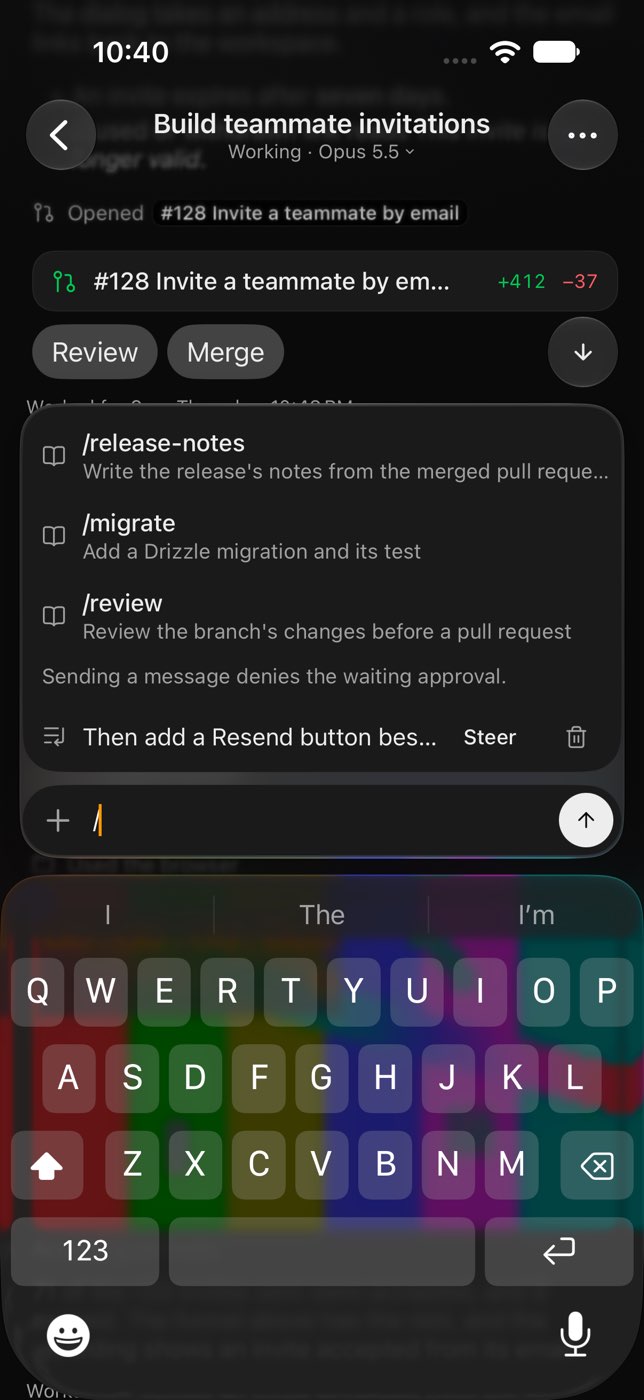 10:40
Build teammate invitations
Working · Opus 5.5
longer valid.
Opened #128 Invite a teammate by email
#128 Invite a teammate by em... +412 −37
Review Merge
/release-notes
Write the release's notes from the merged pull reque...
/migrate
Add a Drizzle migration and its test
/review
Review the branch's changes before a pull request
Sending a message denies the waiting approval.
Then add a Resend button bes... Steer
/
I The I'm
Q W E R T Y U I O P
A S D F G H J K L
Z X C V B N M
123